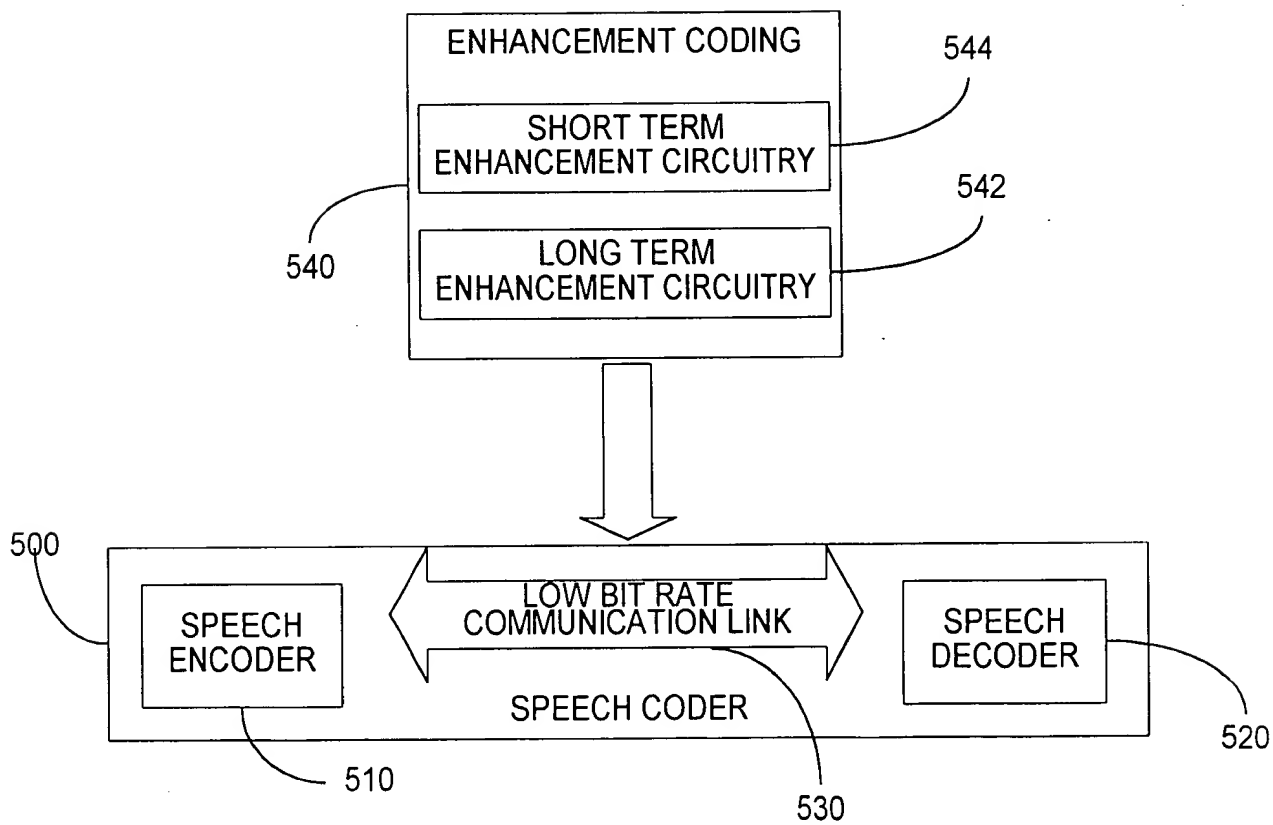 ENHANCEMENT CODING
544
SHORT TERM
ENHANCEMENT CIRCUITRY
542
LONG TERM
ENHANCEMENT CIRCUITRY
540
500
LOW BIT RATE
COMMUNICATION LINK
SPEECH
ENCODER
SPEECH
DECODER
SPEECH CODER
510
530
520